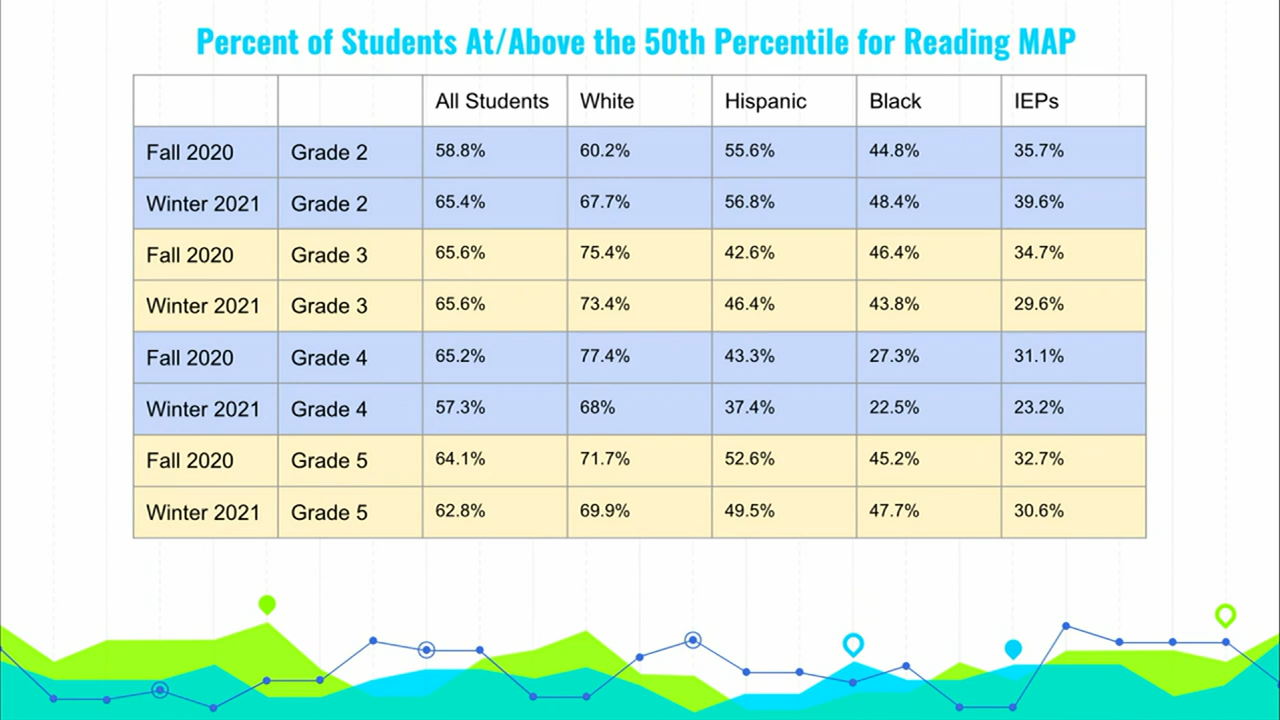 Percent of Students At/Above the 50th Percentile for Reading MAP
All Students White Hispanic Black IEPs
Fall 2020 Grade 2 58.8% 60.2% 55.6% 44.8% 35.7%
Winter 2021 Grade 2 65.4% 67.7% 56.8% 48.4% 39.6%
Fall 2020 Grade 3 65.6% 75.4% 42.6% 46.4% 34.7%
Winter 2021 Grade 3 65.6% 73.4% 46.4% 43.8% 29.6%
Fall 2020 Grade 4 65.2% 77.4% 43.3% 27.3% 31.1%
Winter 2021 Grade 4 57.3% 68% 37.4% 22.5% 23.2%
Fall 2020 Grade 5 64.1% 71.7% 52.6% 45.2% 32.7%
Winter 2021 Grade 5 62.8% 69.9% 49.5% 47.7% 30.6%